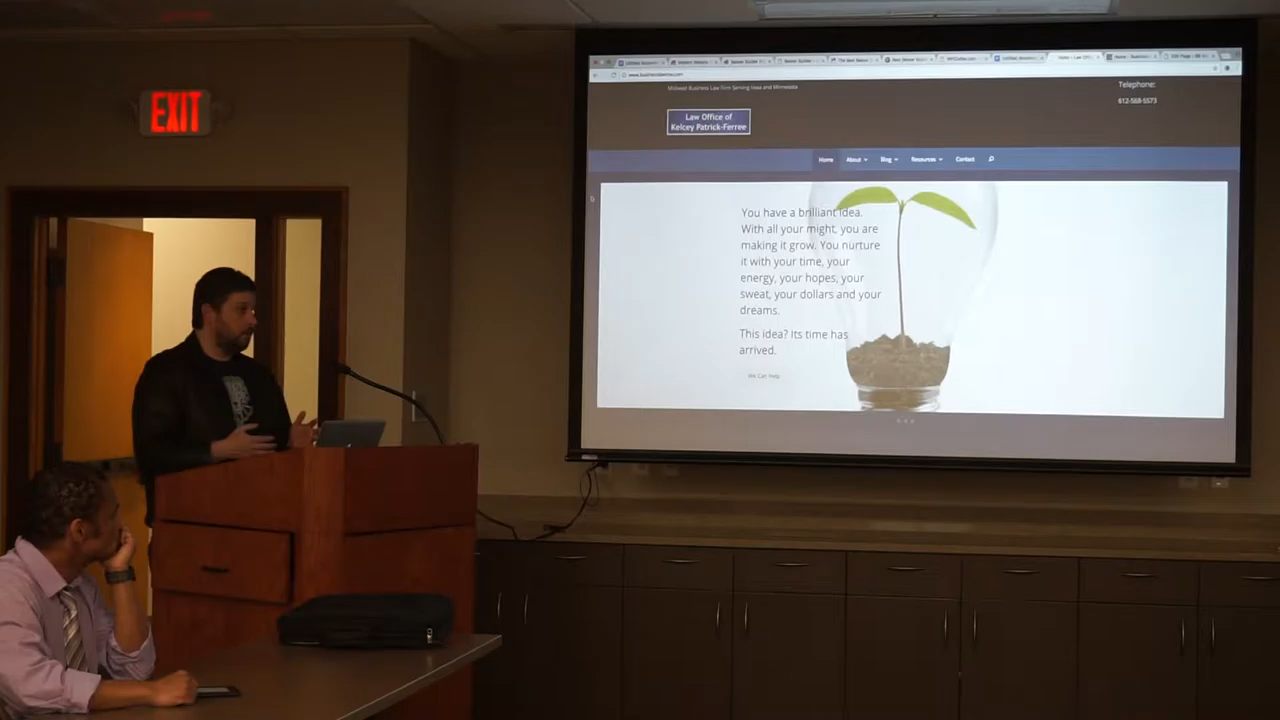 EXIT
www.businesslawmw.com
Midwest Business Law Firm Serving Iowa and Minnesota
Telephone:
612-568-5573
Law Office of
Kelcey Patrick-Ferree
Home About Blog Resources Contact
You have a brilliant idea.
With all your might, you are
making it grow. You nurture
it with your time, your
energy, your hopes, your
sweat, your dollars and your
dreams.
This idea? Its time has
arrived.
We Can Help